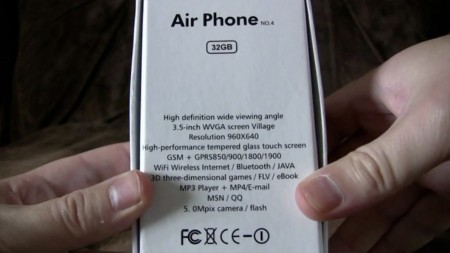 Air Phone NO.4
32GB
High definition wide viewing angle
3.5-inch WVGA screen Village
Resolution 960X640
High-performance tempered glass touch screen
GSM + GPRS850/900/1800/1900
WiFi Wireless Internet / Bluetooth / JAVA
3D three-dimensional games / FLV / eBook
MP3 Player + MP4/E-mail
MSN / QQ
5. 0Mpix camera / flash
FC CE